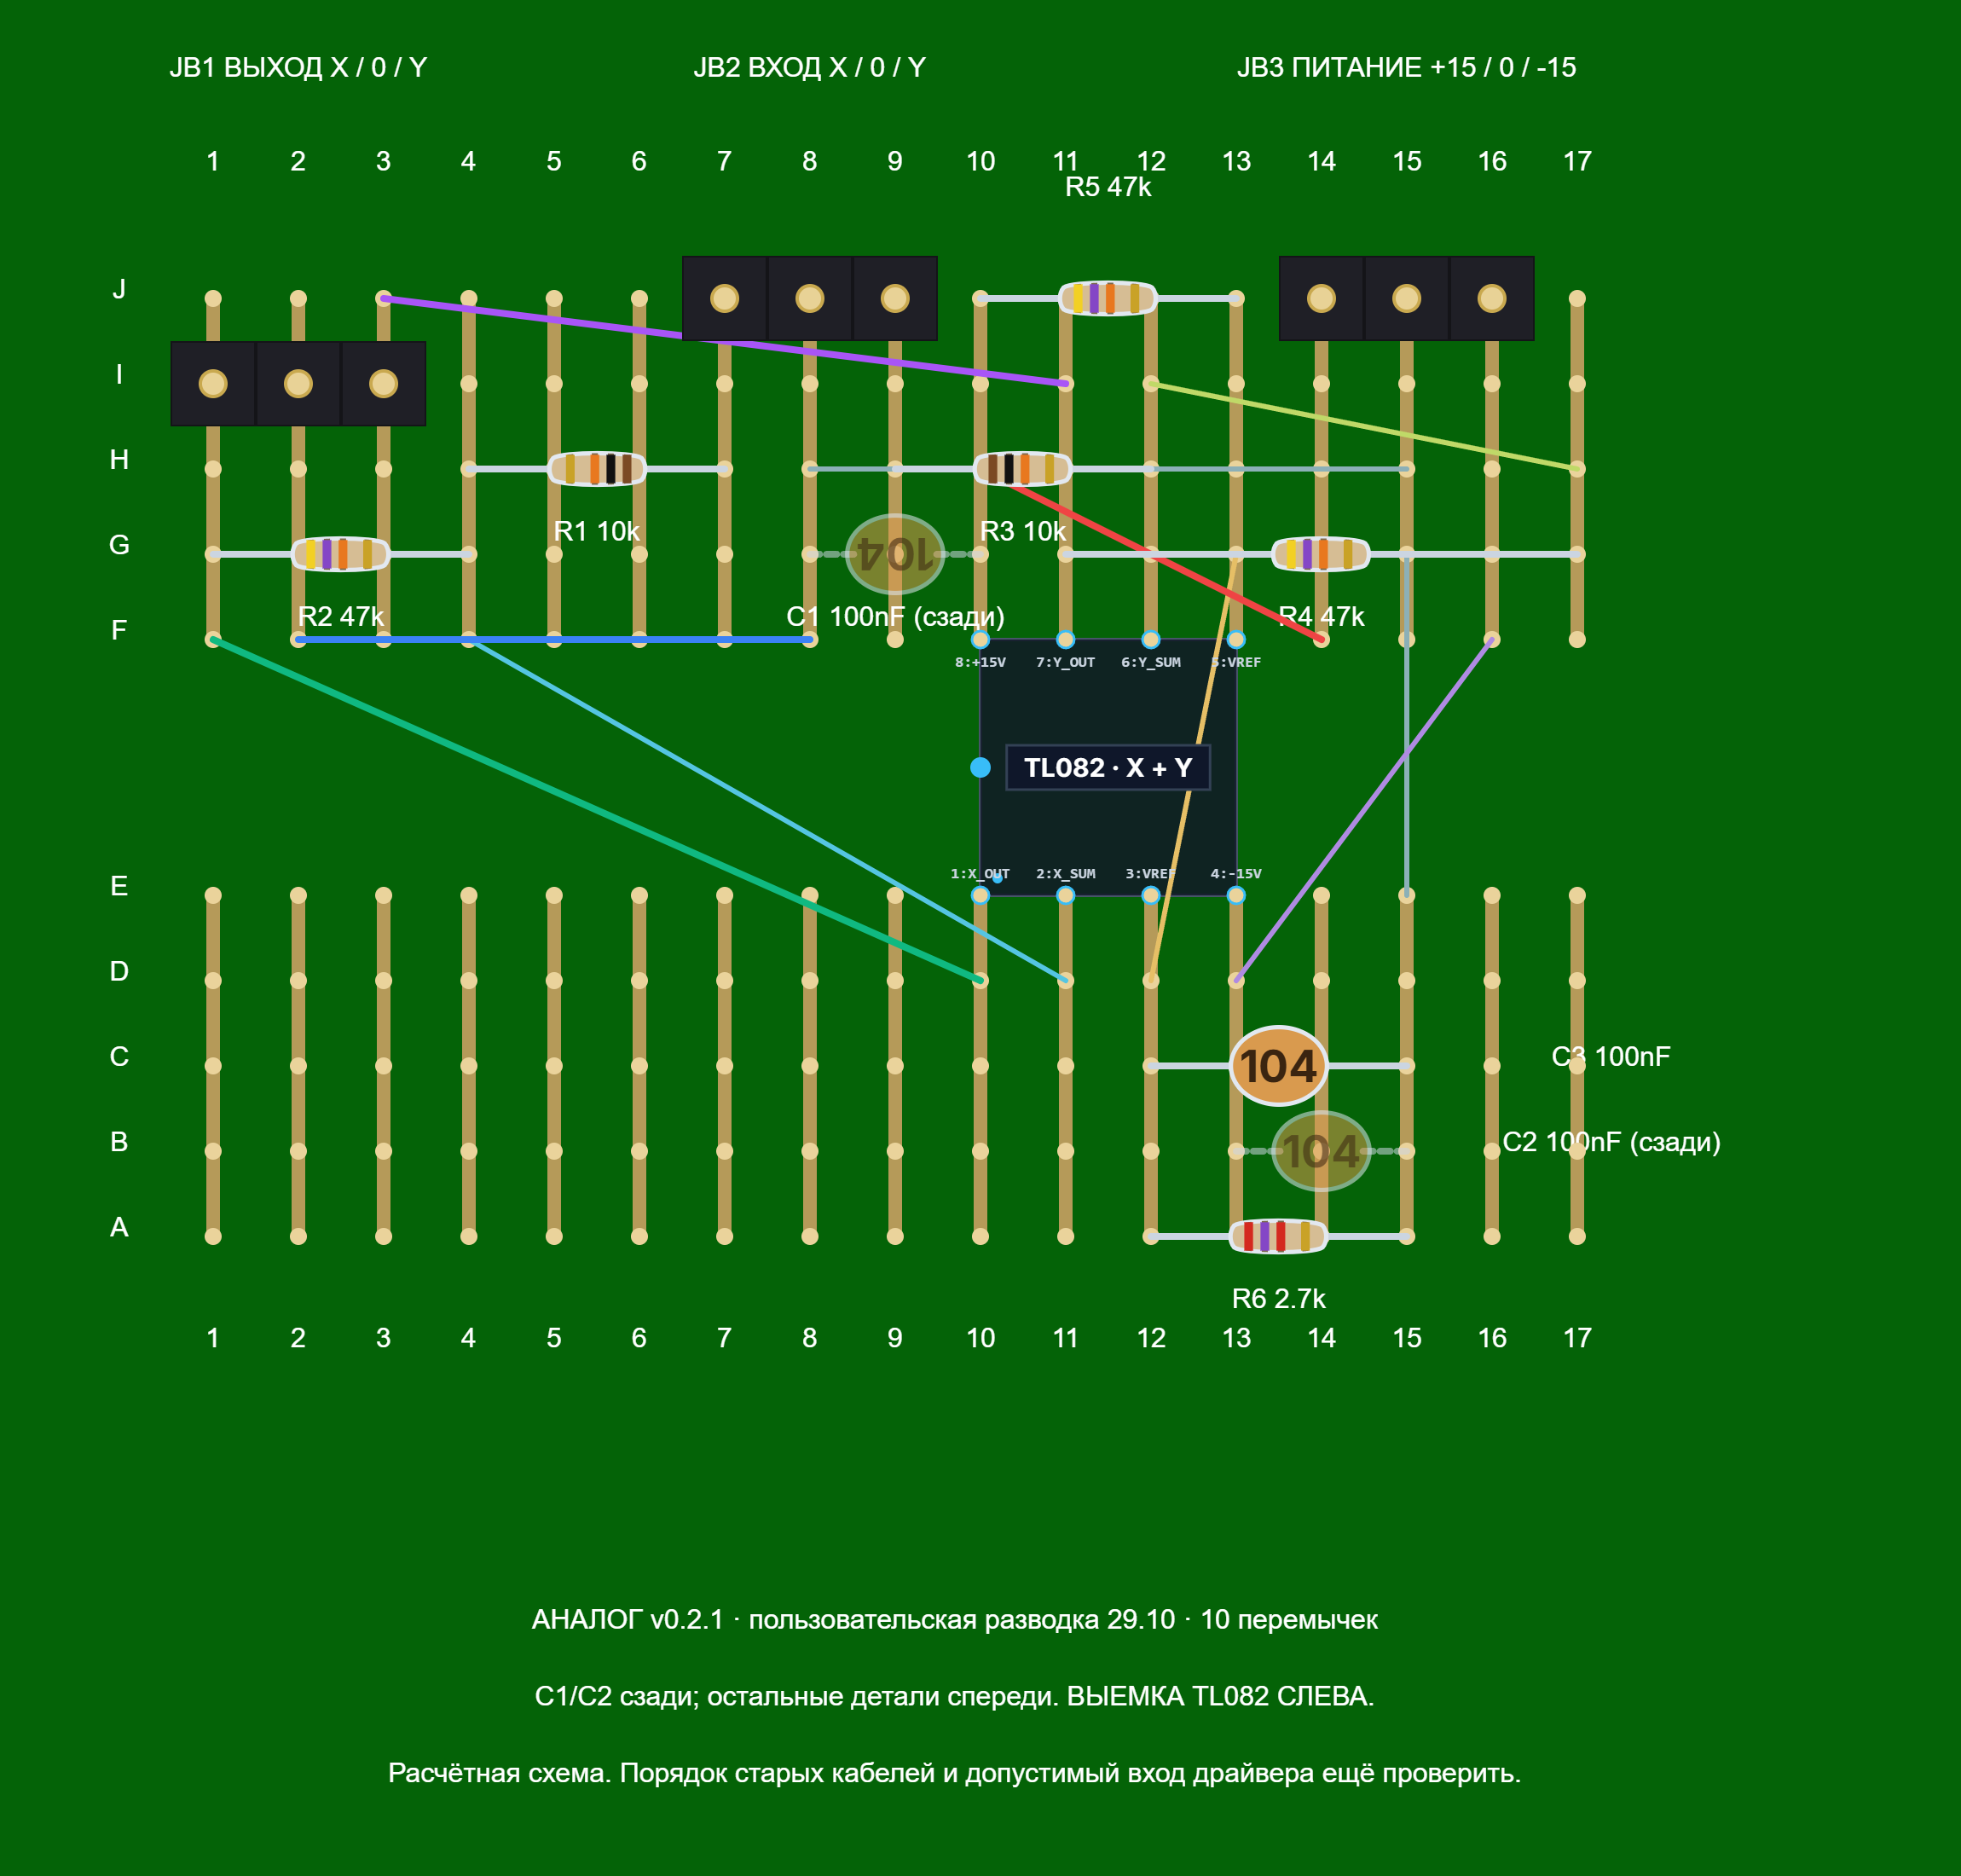 JB1 ВЫХОД X / 0 / Y
JB2 ВХОД X / 0 / Y
JB3 ПИТАНИЕ +15 / 0 / -15
1 2 3 4 5 6 7 8 9 10 11 12 13 14 15 16 17
R5 47k
J
I
H
R1 10k
R3 10k
G
104
R2 47k
C1 100nF (сзади)
R4 47k
F
8:+15V
7:Y_OUT
6:Y_SUM
5:VREF
TL082 · X + Y
1:X_OUT
2:X_SUM
3:VREF
4:-15V
E
D
C
104
C3 100nF
B
104
C2 100nF (сзади)
A
R6 2.7k
1 2 3 4 5 6 7 8 9 10 11 12 13 14 15 16 17
АНАЛОГ v0.2.1 · пользовательская разводка 29.10 · 10 перемычек
C1/C2 сзади; остальные детали спереди. ВЫЕМКА TL082 СЛЕВА.
Расчётная схема. Порядок старых кабелей и допустимый вход драйвера ещё проверить.